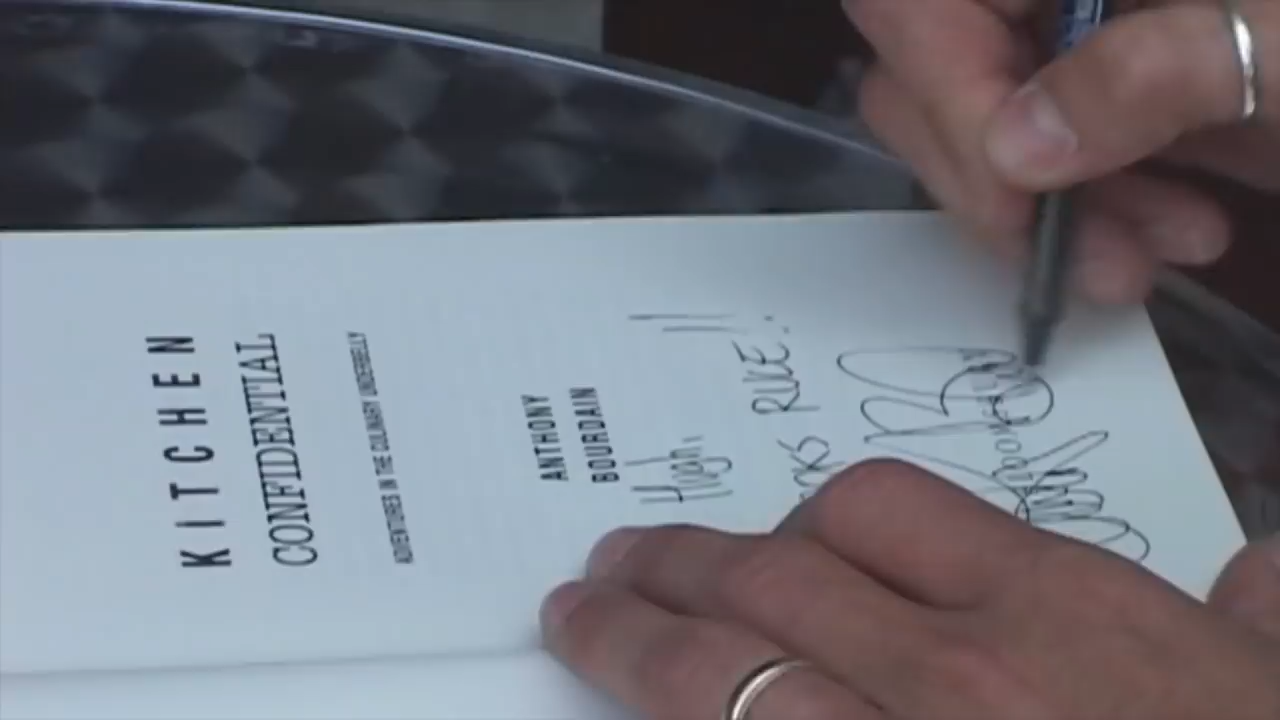 KITCHEN
CONFIDENTIAL
ADVENTURES IN THE CULINARY UNDERBELLY
ANTHONY
BOURDAIN
Hugh,
RULE!!